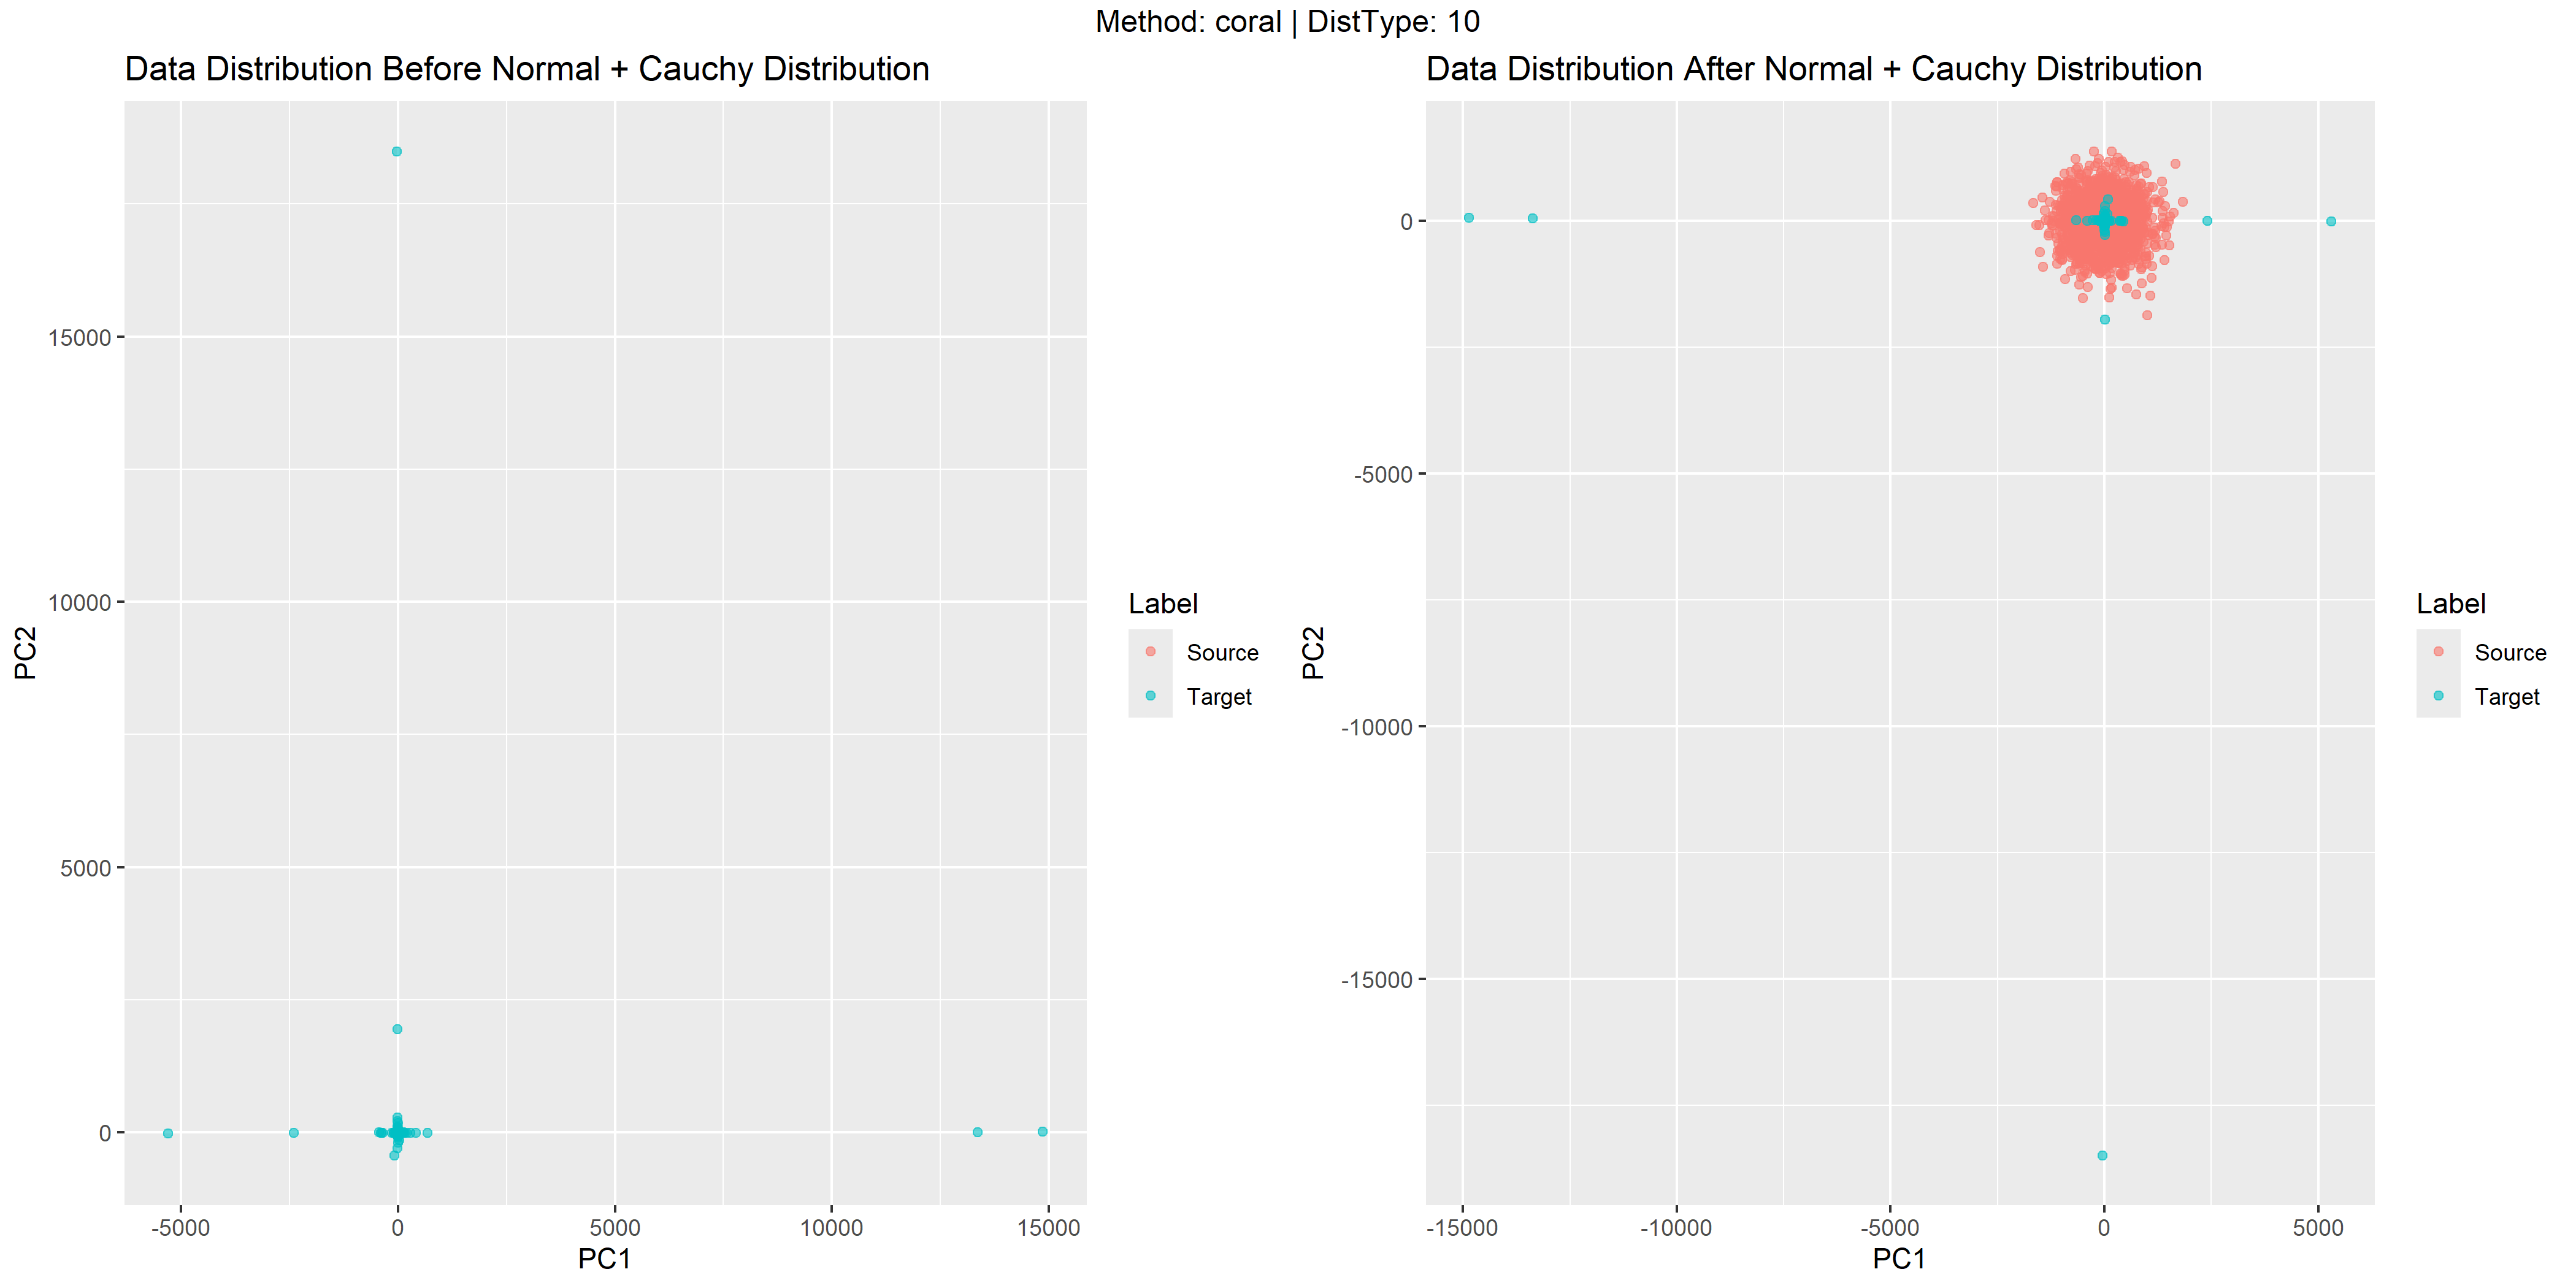 Method: coral | DistType: 10
Data Distribution Before Normal + Cauchy Distribution
15000
10000
5000
0
-5000
0
5000
10000
15000
PC1
PC2
Label
Source
Target
Data Distribution After Normal + Cauchy Distribution
0
-5000
-10000
-15000
-15000
-10000
-5000
0
5000
PC1
PC2
Label
Source
Target